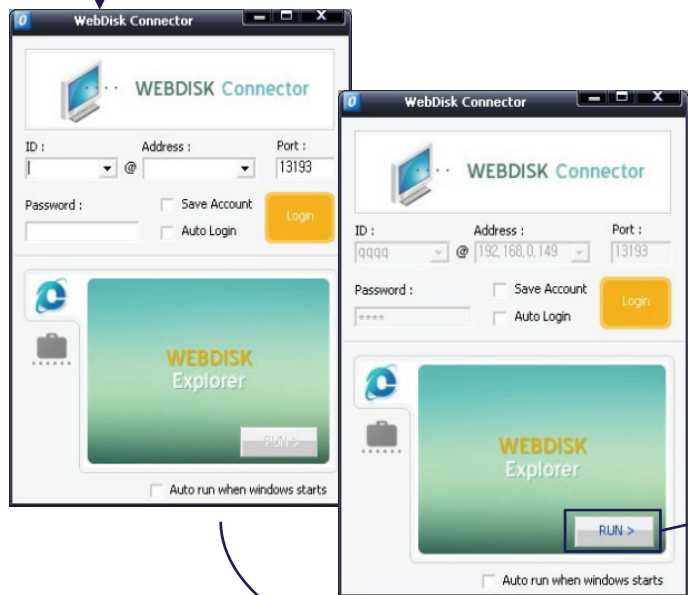 WebDisk Connector
WEBDISK Connector
ID :
Address :
Port :
@
13193
Password :
Save Account
Login
Auto Login
WEBDISK
Explorer
RUN >
Auto run when windows starts
WebDisk Connector
WEBDISK Connector
ID :
Address :
Port :
qqqq
@
192,168,0,149
13193
Password :
Save Account
Login
****
Auto Login
WEBDISK
Explorer
RUN >
Auto run when windows starts